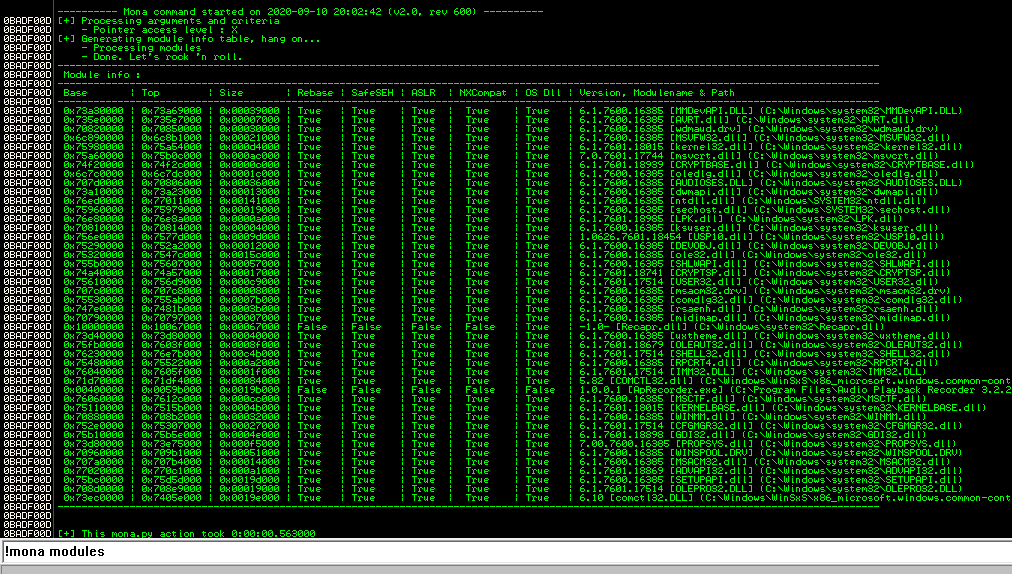 ---------- Mona command started on 2020-09-10 20:02:42 (v2.0, rev 600) ----------
0BADF00D [+] Processing arguments and criteria
0BADF00D - Pointer access level : X
0BADF00D [+] Generating module info table, hang on...
0BADF00D - Processing modules
0BADF00D - Done. Let's rock 'n roll.
0BADF00D -----------------------------------------------------------------------------------------------------------------------------------
0BADF00D Module info :
0BADF00D -----------------------------------------------------------------------------------------------------------------------------------
0BADF00D Base | Top | Size | Rebase | SafeSEH | ASLR | NXCompat | OS Dll | Version, Modulename & Path
0BADF00D -----------------------------------------------------------------------------------------------------------------------------------
0BADF00D 0x73a30000 | 0x73a69000 | 0x00039000 | True | True | True | True | True | 6.1.7600.16385 [MMDevAPI.DLL] (C:\Windows\system32\MMDevAPI.DLL)
0BADF00D 0x735e0000 | 0x735e7000 | 0x00007000 | True | True | True | True | True | 6.1.7600.16385 [AVRT.dll] (C:\Windows\system32\AVRT.dll)
0BADF00D 0x70820000 | 0x70850000 | 0x00030000 | True | True | True | True | True | 6.1.7600.16385 [wdmaud.drv] (C:\Windows\system32\wdmaud.drv)
0BADF00D 0x6c890000 | 0x6c8b1000 | 0x00021000 | True | True | True | True | True | 6.1.7600.16385 [MSVFW32.dll] (C:\Windows\system32\MSVFW32.dll)
0BADF00D 0x75980000 | 0x75a54000 | 0x000d4000 | True | True | True | True | True | 6.1.7601.18015 [kernel32.dll] (C:\Windows\system32\kernel32.dll)
0BADF00D 0x75a60000 | 0x75b0c000 | 0x000ac000 | True | True | True | True | True | 7.0.7601.17744 [msvcrt.dll] (C:\Windows\system32\msvcrt.dll)
0BADF00D 0x74f20000 | 0x74f2c000 | 0x0000c000 | True | True | True | True | True | 6.1.7601.18999 [CRYPTBASE.dll] (C:\Windows\system32\CRYPTBASE.dll)
0BADF00D 0x6c7c0000 | 0x6c7dc000 | 0x0001c000 | True | True | True | True | True | 6.1.7600.16385 [oledlg.dll] (C:\Windows\system32\oledlg.dll)
0BADF00D 0x707d0000 | 0x70806000 | 0x00036000 | True | True | True | True | True | 6.1.7600.16385 [AUDIOSES.DLL] (C:\Windows\system32\AUDIOSES.DLL)
0BADF00D 0x73a10000 | 0x73a23000 | 0x00013000 | True | True | True | True | True | 6.1.7600.16385 [dwmapi.dll] (C:\Windows\system32\dwmapi.dll)
0BADF00D 0x76ed0000 | 0x77011000 | 0x00141000 | True | True | True | True | True | 6.1.7600.16385 [ntdll.dll] (C:\Windows\SYSTEM32\ntdll.dll)
0BADF00D 0x75960000 | 0x75979000 | 0x00019000 | True | True | True | True | True | 6.1.7600.16385 [sechost.dll] (C:\Windows\SYSTEM32\sechost.dll)
0BADF00D 0x76e80000 | 0x76e8a000 | 0x0000a000 | True | True | True | True | True | 6.1.7601.18985 [LPK.dll] (C:\Windows\system32\LPK.dll)
0BADF00D 0x70810000 | 0x70814000 | 0x00004000 | True | True | True | True | True | 6.1.7600.16385 [ksuser.dll] (C:\Windows\system32\ksuser.dll)
0BADF00D 0x756e0000 | 0x7577d000 | 0x0009d000 | True | True | True | True | True | 1.0626.7601.18454 [USP10.dll] (C:\Windows\system32\USP10.dll)
0BADF00D 0x75290000 | 0x752a2000 | 0x00012000 | True | True | True | True | True | 6.1.7600.16385 [DEVOBJ.dll] (C:\Windows\system32\DEVOBJ.dll)
0BADF00D 0x75320000 | 0x7547c000 | 0x0015c000 | True | True | True | True | True | 6.1.7600.16385 [ole32.dll] (C:\Windows\system32\ole32.dll)
0BADF00D 0x755b0000 | 0x75607000 | 0x00057000 | True | True | True | True | True | 6.1.7600.16385 [SHLWAPI.dll] (C:\Windows\system32\SHLWAPI.dll)
0BADF00D 0x74a40000 | 0x74a57000 | 0x00017000 | True | True | True | True | True | 6.1.7601.18741 [CRYPTSP.dll] (C:\Windows\system32\CRYPTSP.dll)
0BADF00D 0x75610000 | 0x756d9000 | 0x000c9000 | True | True | True | True | True | 6.1.7601.17514 [USER32.dll] (C:\Windows\system32\USER32.dll)
0BADF00D 0x707c0000 | 0x707c8000 | 0x00008000 | True | True | True | True | True | 6.1.7600.16385 [msacm32.drv] (C:\Windows\system32\msacm32.drv)
0BADF00D 0x75530000 | 0x755ab000 | 0x0007b000 | True | True | True | True | True | 6.1.7600.16385 [comdlg32.dll] (C:\Windows\system32\comdlg32.dll)
0BADF00D 0x747e0000 | 0x7481b000 | 0x0003b000 | True | True | True | True | True | 6.1.7600.16385 [rsaenh.dll] (C:\Windows\system32\rsaenh.dll)
0BADF00D 0x70790000 | 0x70797000 | 0x00007000 | True | True | True | True | True | 6.1.7600.16385 [midimap.dll] (C:\Windows\system32\midimap.dll)
0BADF00D 0x10000000 | 0x10067000 | 0x00067000 | False | False | False | False | True | -1.0- [Recapr.dll] (C:\Windows\system32\Recapr.dll)
0BADF00D 0x73d40000 | 0x73d80000 | 0x00040000 | True | True | True | True | True | 6.1.7600.16385 [uxtheme.dll] (C:\Windows\system32\uxtheme.dll)
0BADF00D 0x75fb0000 | 0x7603f000 | 0x0008f000 | True | True | True | True | True | 6.1.7601.18679 [OLEAUT32.dll] (C:\Windows\system32\OLEAUT32.dll)
0BADF00D 0x76230000 | 0x76e7b000 | 0x00c4b000 | True | True | True | True | True | 6.1.7601.17514 [SHELL32.dll] (C:\Windows\system32\SHELL32.dll)
0BADF00D 0x75480000 | 0x75522000 | 0x000a2000 | True | True | True | True | True | 6.1.7600.16385 [RPCRT4.dll] (C:\Windows\system32\RPCRT4.dll)
0BADF00D 0x76040000 | 0x7605f000 | 0x0001f000 | True | True | True | True | True | 6.1.7601.17514 [IMM32.DLL] (C:\Windows\system32\IMM32.DLL)
0BADF00D 0x71d70000 | 0x71df4000 | 0x00084000 | True | True | True | True | True | 5.82 [COMCTL32.dll] (C:\Windows\WinSxS\x86_microsoft.windows.common-cont
0BADF00D 0x00400000 | 0x0059b000 | 0x0019b000 | False | False | False | False | False | 1.0.0.1 [ApRecorder.exe] (C:\Program Files\Audio Playback Recorder 3.2.2
0BADF00D 0x76060000 | 0x7612c000 | 0x000cc000 | True | True | True | True | True | 6.1.7600.16385 [MSCTF.dll] (C:\Windows\system32\MSCTF.dll)
0BADF00D 0x75110000 | 0x7515b000 | 0x0004b000 | True | True | True | True | True | 6.1.7601.18015 [KERNELBASE.dll] (C:\Windows\system32\KERNELBASE.dll)
0BADF00D 0x70880000 | 0x708b2000 | 0x00032000 | True | True | True | True | True | 6.1.7600.16385 [WINMM.dll] (C:\Windows\system32\WINMM.dll)
0BADF00D 0x752e0000 | 0x75307000 | 0x00027000 | True | True | True | True | True | 6.1.7601.17514 [CFGMGR32.dll] (C:\Windows\system32\CFGMGR32.dll)
0BADF00D 0x75b10000 | 0x75b5e000 | 0x0004e000 | True | True | True | True | True | 6.1.7601.18898 [GDI32.dll] (C:\Windows\system32\GDI32.dll)
0BADF00D 0x73d80000 | 0x73e75000 | 0x000f5000 | True | True | True | True | True | 7.00.7600.16385 [PROPSYS.dll] (C:\Windows\system32\PROPSYS.dll)
0BADF00D 0x70960000 | 0x709b1000 | 0x00051000 | True | True | True | True | True | 6.1.7600.16385 [WINSPOOL.DRV] (C:\Windows\system32\WINSPOOL.DRV)
0BADF00D 0x707a0000 | 0x707b4000 | 0x00014000 | True | True | True | True | True | 6.1.7600.16385 [MSACM32.dll] (C:\Windows\system32\MSACM32.dll)
0BADF00D 0x77020000 | 0x770c1000 | 0x000a1000 | True | True | True | True | True | 6.1.7601.18869 [ADVAPI32.dll] (C:\Windows\system32\ADVAPI32.dll)
0BADF00D 0x75bc0000 | 0x75d5d000 | 0x0019d000 | True | True | True | True | True | 6.1.7600.16385 [SETUPAPI.dll] (C:\Windows\system32\SETUPAPI.dll)
0BADF00D 0x708d0000 | 0x708e9000 | 0x00019000 | True | True | True | True | True | 6.1.7601.17514 [OLEPRO32.DLL] (C:\Windows\system32\OLEPRO32.DLL)
0BADF00D 0x73ec0000 | 0x7405e000 | 0x0019e000 | True | True | True | True | True | 6.10 [comctl32.DLL] (C:\Windows\WinSxS\x86_microsoft.windows.common-cont
0BADF00D -----------------------------------------------------------------------------------------------------------------------------------
0BADF00D
0BADF00D
0BADF00D [+] This mona.py action took 0:00:00.563000
!mona modules